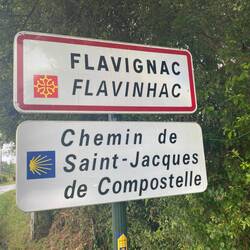 FLAVIGNAC
FLAVINHAC
Chemin de
Saint-Jacques
de Compostelle